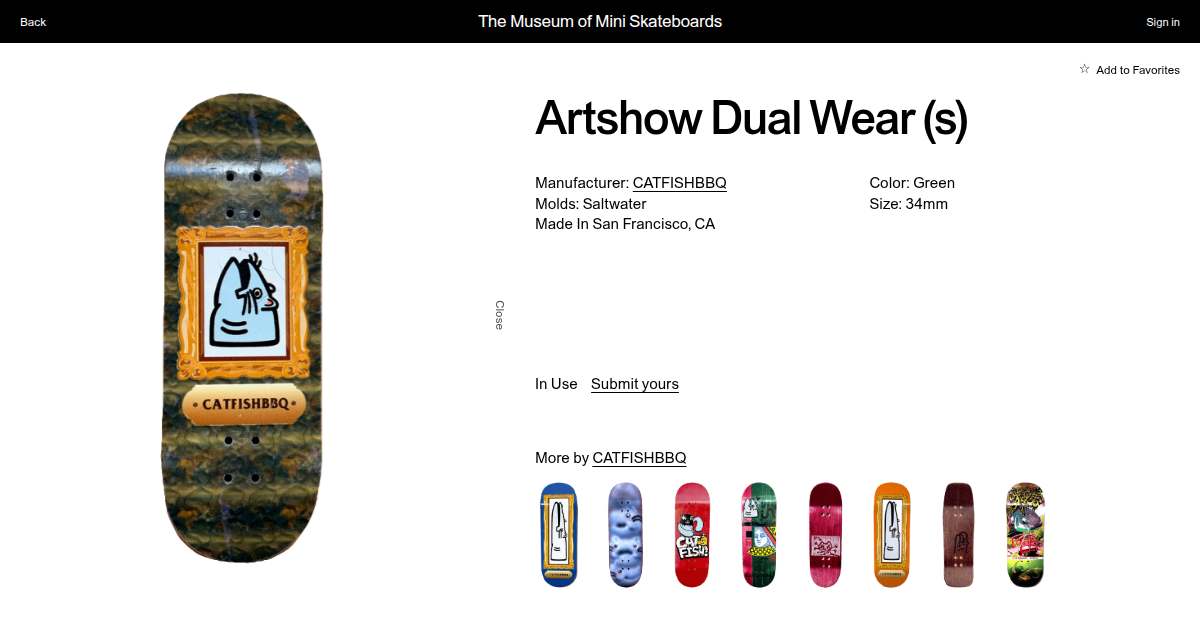 Back
The Museum of Mini Skateboards
Sign in
☆ Add to Favorites
Artshow Dual Wear (s)
Manufacturer: CATFISHBBQ
Molds: Saltwater
Made In San Francisco, CA
Color: Green
Size: 34mm
CATFISHBBQ
Close
In Use Submit yours
More by CATFISHBBQ
CAT
FISH!